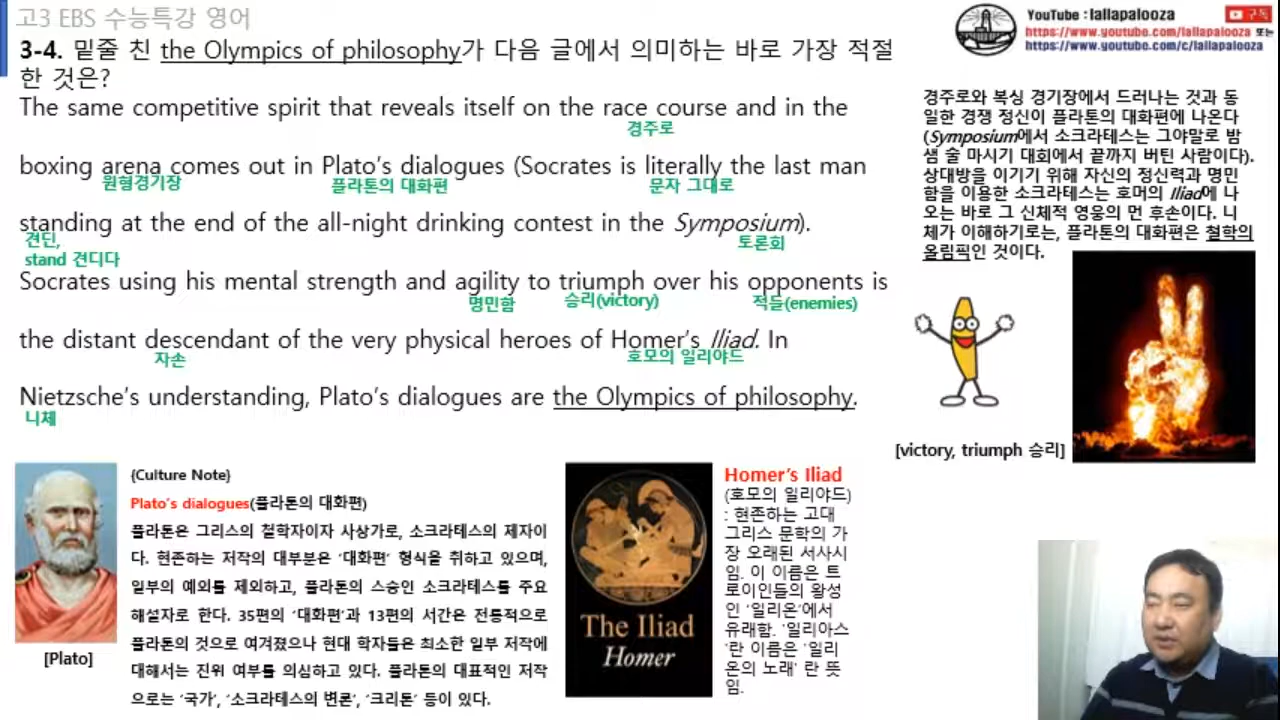 고3 EBS 수능특강 영어
3-4. 밑줄 친 the Olympics of philosophy가 다음 글에서 의미하는 바로 가장 적절
한 것은?
The same competitive spirit that reveals itself on the race course and in the
경주로
boxing arena comes out in Plato's dialogues (Socrates is literally the last man
원형경기장
플라톤의 대화편
문자 그대로
standing at the end of the all-night drinking contest in the Symposium).
견딘,
stand 견디다
토론회
Socrates using his mental strength and agility to triumph over his opponents is
명민함
승리(victory)
적들(enemies)
the distant descendant of the very physical heroes of Homer's Iliad. In
자손
호모의 일리야드
Nietzsche's understanding, Plato's dialogues are the Olympics of philosophy.
니체
YouTube : lallapalooza
구독
https://www.youtube.com/lallapalooza 또는
https://www.youtube.com/c/lallapalooza
경주로와 복싱 경기장에서 드러나는 것과 동
일한 경쟁 정신이 플라톤의 대화편에 나온다
(Symposium에서 소크라테스는 그야말로 밤
샘 술 마시기 대회에서 끝까지 버틴 사람이다).
상대방을 이기기 위해 자신의 정신력과 명민
함을 이용한 소크라테스는 호머의 Iliad에 나
오는 바로 그 신체적 영웅의 먼 후손이다. 니
체가 이해하기로는, 플라톤의 대화편은 철학의
올림픽인 것이다.
[victory, triumph 승리]
[Plato]
{Culture Note}
Plato's dialogues(플라톤의 대화편)
플라톤은 그리스의 철학자이자 사상가로, 소크라테스의 제자이
다. 현존하는 저작의 대부분은 '대화편' 형식을 취하고 있으며,
일부의 예외를 제외하고, 플라톤의 스승인 소크라테스를 주요
해설자로 한다. 35편의 '대화편'과 13편의 서간은 전통적으로
플라톤의 것으로 여겨졌으나 현대 학자들은 최소한 일부 저작에
대해서는 진위 여부를 의심하고 있다. 플라톤의 대표적인 저작
으로는 '국가', '소크라테스의 변론', '크리톤' 등이 있다.
The Iliad
Homer
Homer's Iliad
(호모의 일리야드)
: 현존하는 고대
그리스 문학의 가
장 오래된 서사시
임. 이 이름은 트
로이인들의 왕성
인 '일리온'에서
유래함. '일리아스
'란 이름은 '일리
온의 노래' 란 뜻
임.